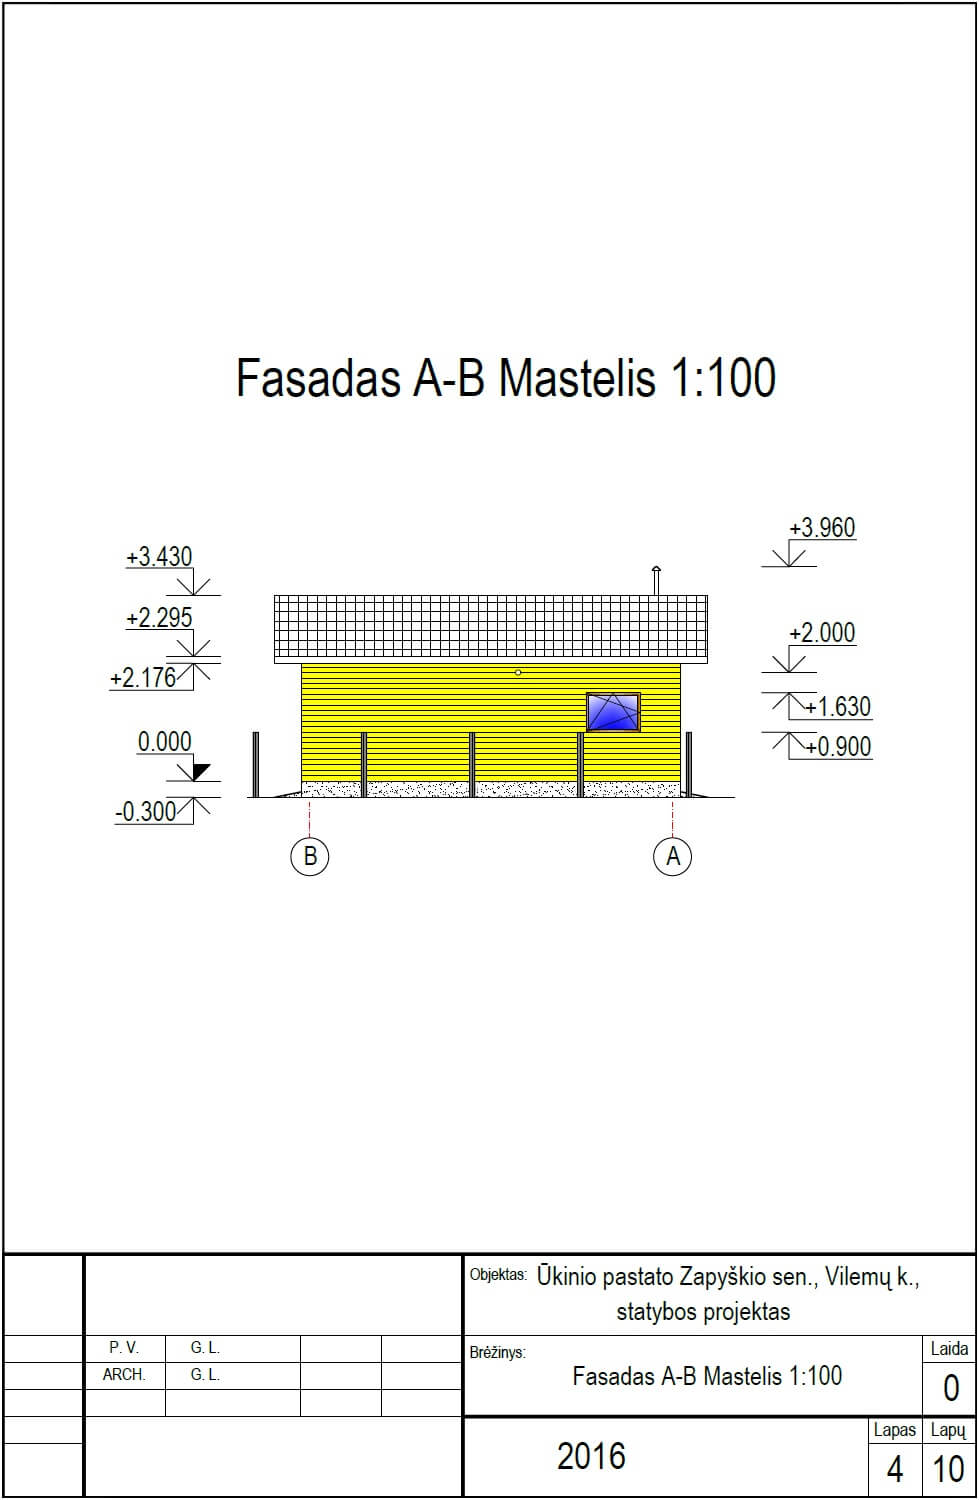 Fasadas A-B Mastelis 1:100
+3.960
+3.430
+2.295
+2.000
+2.176
+1.630
0.000
+0.900
-0.300
B
A
Objektas: Ūkinio pastato Zapyškio sen., Vilemų k.,
statybos projektas
P. V. G. L.
ARCH. G. L.
Brėžinys:
Fasadas A-B Mastelis 1:100
Laida
0
2016
Lapas Lapų
4 10